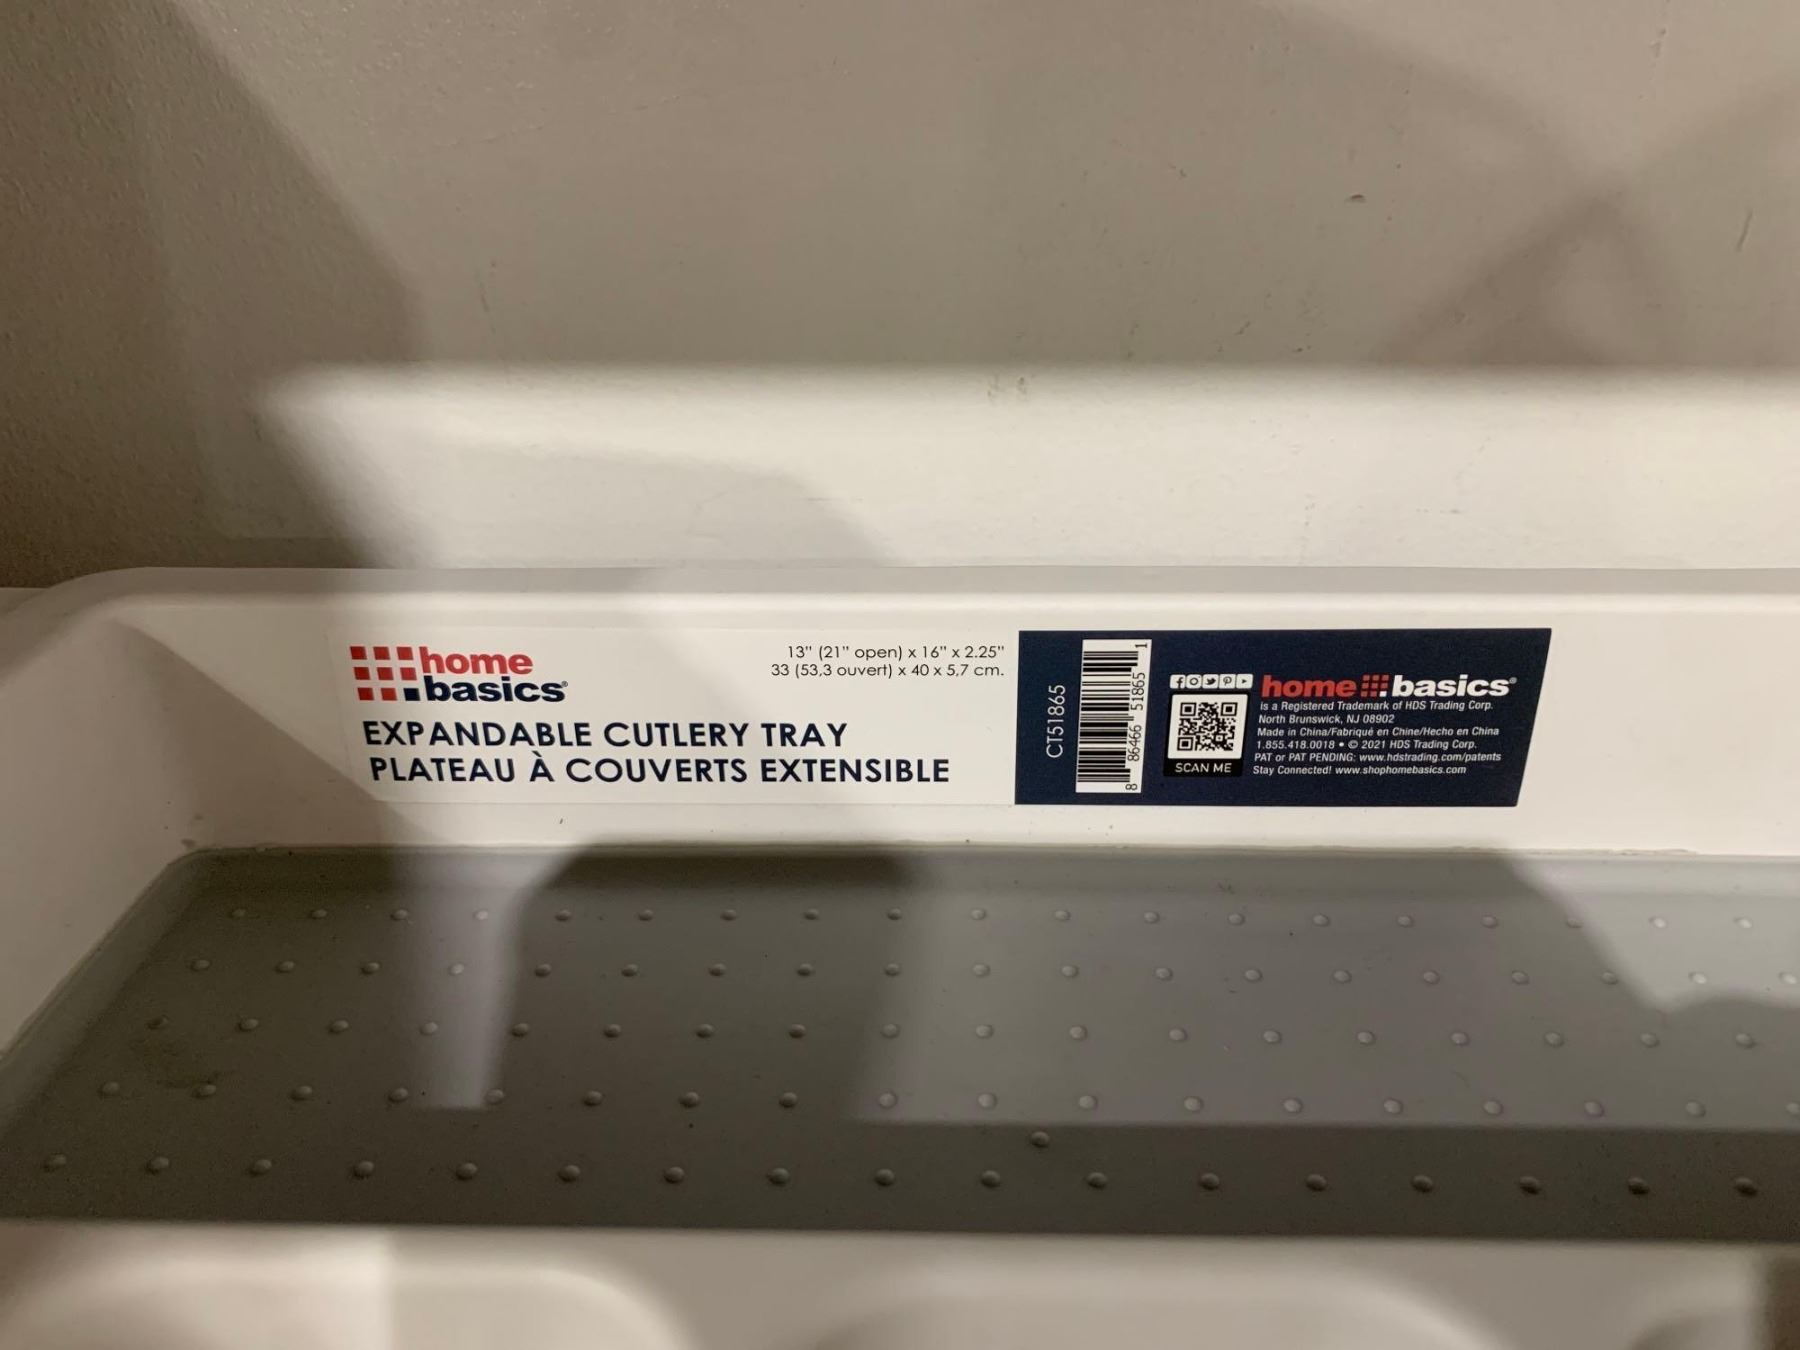 home
basics®
13" (21" open) x 16" x 2.25"
33 (53,3 ouvert) x 40 x 5,7 cm.
EXPANDABLE CUTLERY TRAY
PLATEAU À COUVERTS EXTENSIBLE
CT51865
8 86466 51865 1
SCAN ME
home basics®
is a Registered Trademark of HDS Trading Corp.
North Brunswick, NJ 08902
Made in China/Fabriqué en Chine/Hecho en China
1.855.418.0018 • © 2021 HDS Trading Corp.
PAT or PAT PENDING: www.hdstrading.com/patents
Stay Connected! www.shophomebasics.com